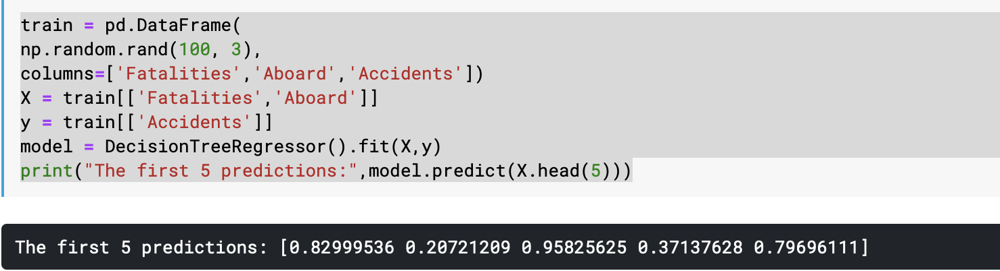 train = pd.DataFrame(
np.random.rand(100, 3),
columns=['Fatalities','Aboard','Accidents'])
X = train[['Fatalities','Aboard']]
y = train[['Accidents']]
model = DecisionTreeRegressor().fit(X,y)
print("The first 5 predictions:",model.predict(X.head(5)))
The first 5 predictions: [0.82999536 0.20721209 0.95825625 0.37137628 0.79696111]